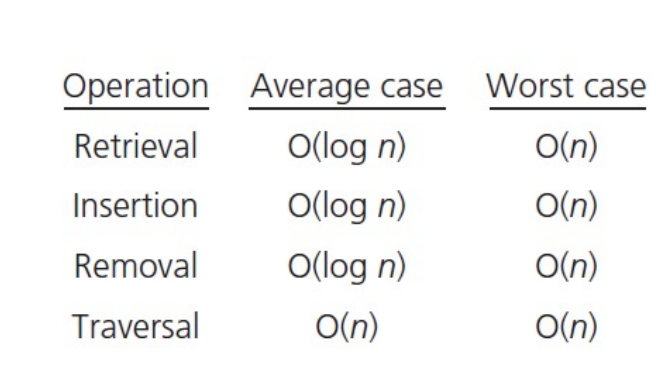 Operation Average case Worst case
Retrieval O(log n) O(n)
Insertion O(log n) O(n)
Removal O(log n) O(n)
Traversal O(n) O(n)